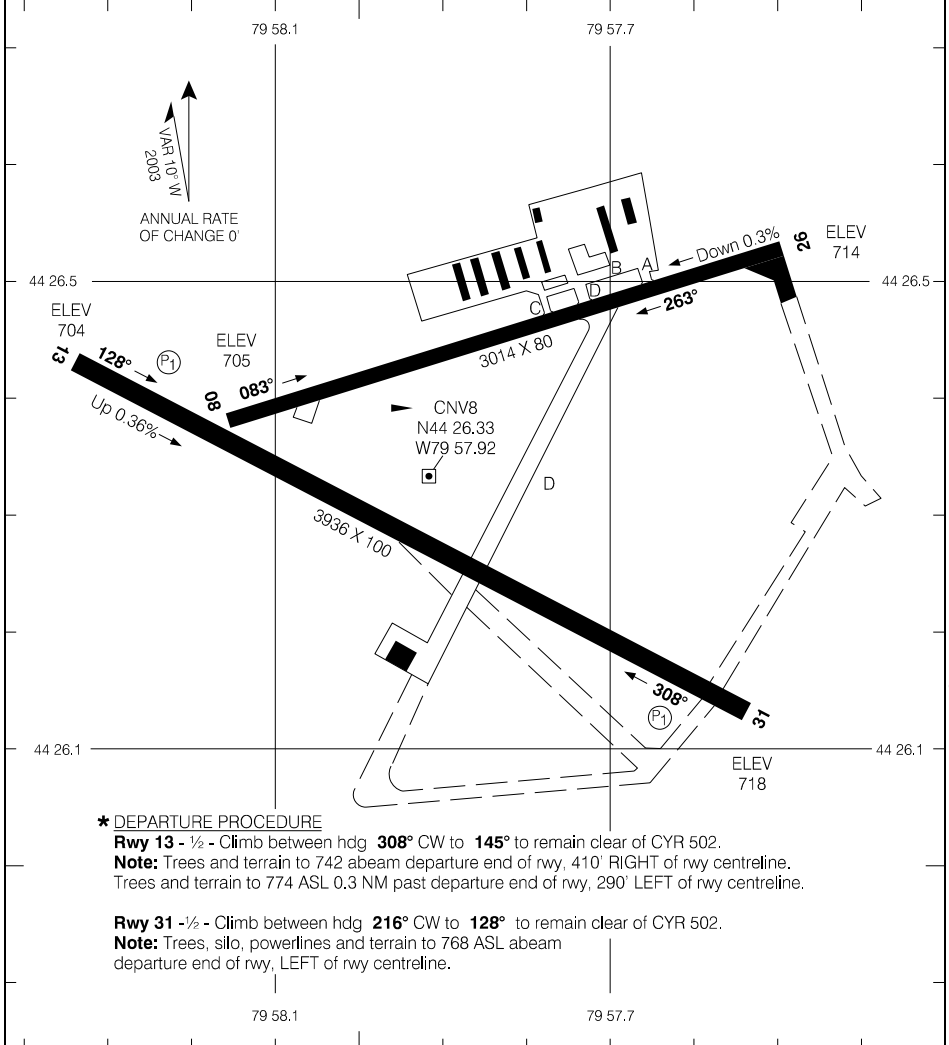 79 58.1
79 57.7
VAR 10° W
2003
ANNUAL RATE
OF CHANGE 0'
26
ELEV
714
Down 0.3%
A
B
D
C
263°
44 26.5
44 26.5
ELEV
704
13
128°
P1
ELEV
705
08
083°
3014 X 80
Up 0.36%
CNV8
N44 26.33
W79 57.92
D
3936 X 100
308°
P1
31
44 26.1
44 26.1
ELEV
718
* DEPARTURE PROCEDURE
Rwy 13 - ½ - Climb between hdg 308° CW to 145° to remain clear of CYR 502.
Note: Trees and terrain to 742 abeam departure end of rwy, 410' RIGHT of rwy centreline.
Trees and terrain to 774 ASL 0.3 NM past departure end of rwy, 290' LEFT of rwy centreline.
Rwy 31 -½ - Climb between hdg 216° CW to 128° to remain clear of CYR 502.
Note: Trees, silo, powerlines and terrain to 768 ASL abeam
departure end of rwy, LEFT of rwy centreline.
79 58.1
79 57.7